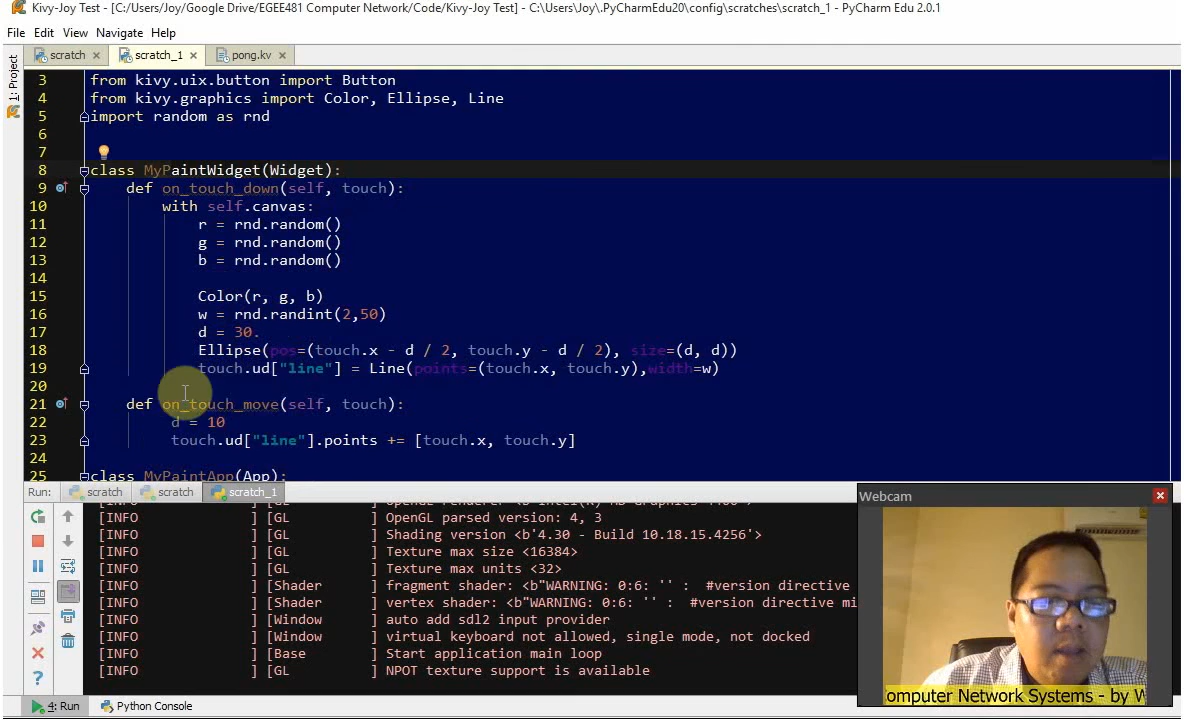 Kivy-Joy Test - [C:/Users/Joy/Google Drive/EGEE481 Computer Network/Code/Kivy-Joy Test] - C:\Users\Joy\.PyCharmEdu20\config\scratches\scratch_1 - PyCharm Edu 2.0.1
File Edit View Navigate Help
scratch scratch_1 pong.kv
1: Project
3 from kivy.uix.button import Button
4 from kivy.graphics import Color, Ellipse, Line
5 import random as rnd
6
7
8 class MyPaintWidget(Widget):
9 def on_touch_down(self, touch):
10 with self.canvas:
11 r = rnd.random()
12 g = rnd.random()
13 b = rnd.random()
14
15 Color(r, g, b)
16 w = rnd.randint(2,50)
17 d = 30.
18 Ellipse(pos=(touch.x - d / 2, touch.y - d / 2), size=(d, d))
19 touch.ud["line"] = Line(points=(touch.x, touch.y),width=w)
20
21 def on_touch_move(self, touch):
22 d = 10
23 touch.ud["line"].points += [touch.x, touch.y]
24
25 class MyPaintApp(App):
Run: scratch scratch scratch_1
[INFO ] [GL ] OpenGL parsed version: 4, 3
[INFO ] [GL ] Shading version <b'4.30 - Build 10.18.15.4256'>
[INFO ] [GL ] Texture max size <16384>
[INFO ] [GL ] Texture max units <32>
[INFO ] [Shader ] fragment shader: <b"WARNING: 0:6: '' : #version directive
[INFO ] [Shader ] vertex shader: <b"WARNING: 0:6: '' : #version directive mi
[INFO ] [Window ] auto add sdl2 input provider
[INFO ] [Window ] virtual keyboard not allowed, single mode, not docked
[INFO ] [Base ] Start application main loop
[INFO ] [GL ] NPOT texture support is available
Webcam
omputer Network Systems - by W
4: Run Python Console